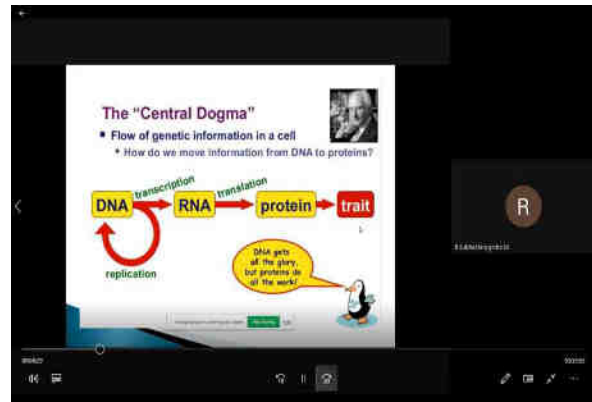 The "Central Dogma"
Flow of genetic information in a cell
How do we move information from DNA to proteins?
transcription
translation
DNA
RNA
protein
trait
replication
DNA gets
all the glory,
but proteins do
all the work!
R